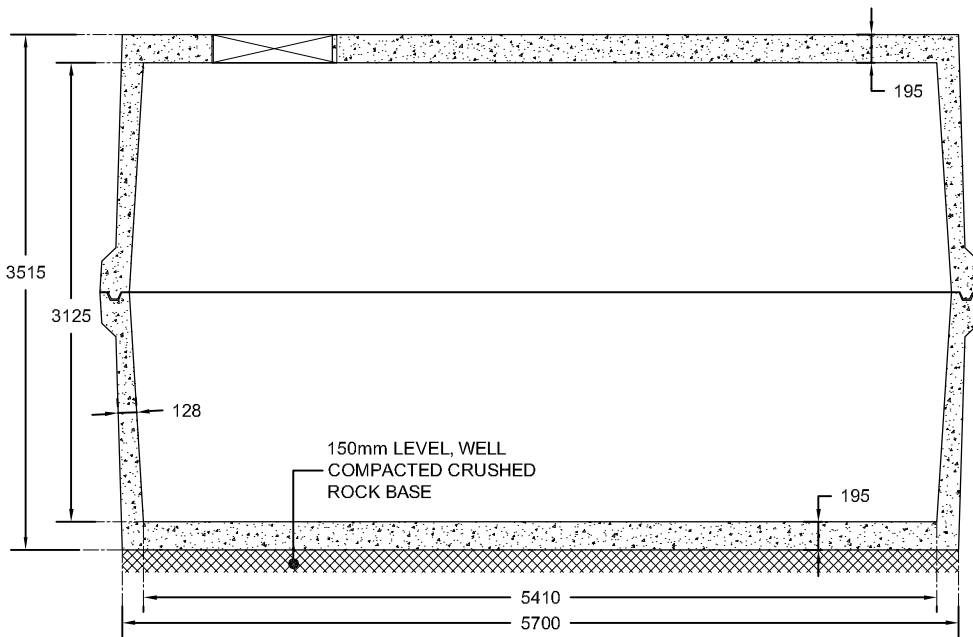 195
3515
3125
128
150mm LEVEL, WELL
COMPACTED CRUSHED
ROCK BASE
195
5410
5700